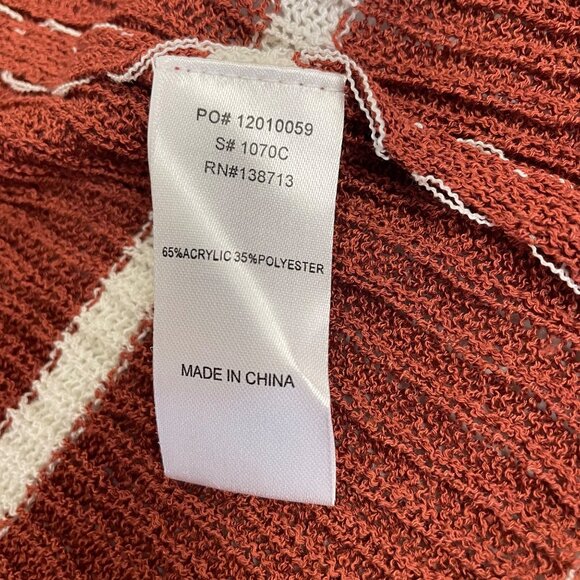 PO# 12010059
S# 1070C
RN#138713
65%ACRYLIC 35%POLYESTER
MADE IN CHINA